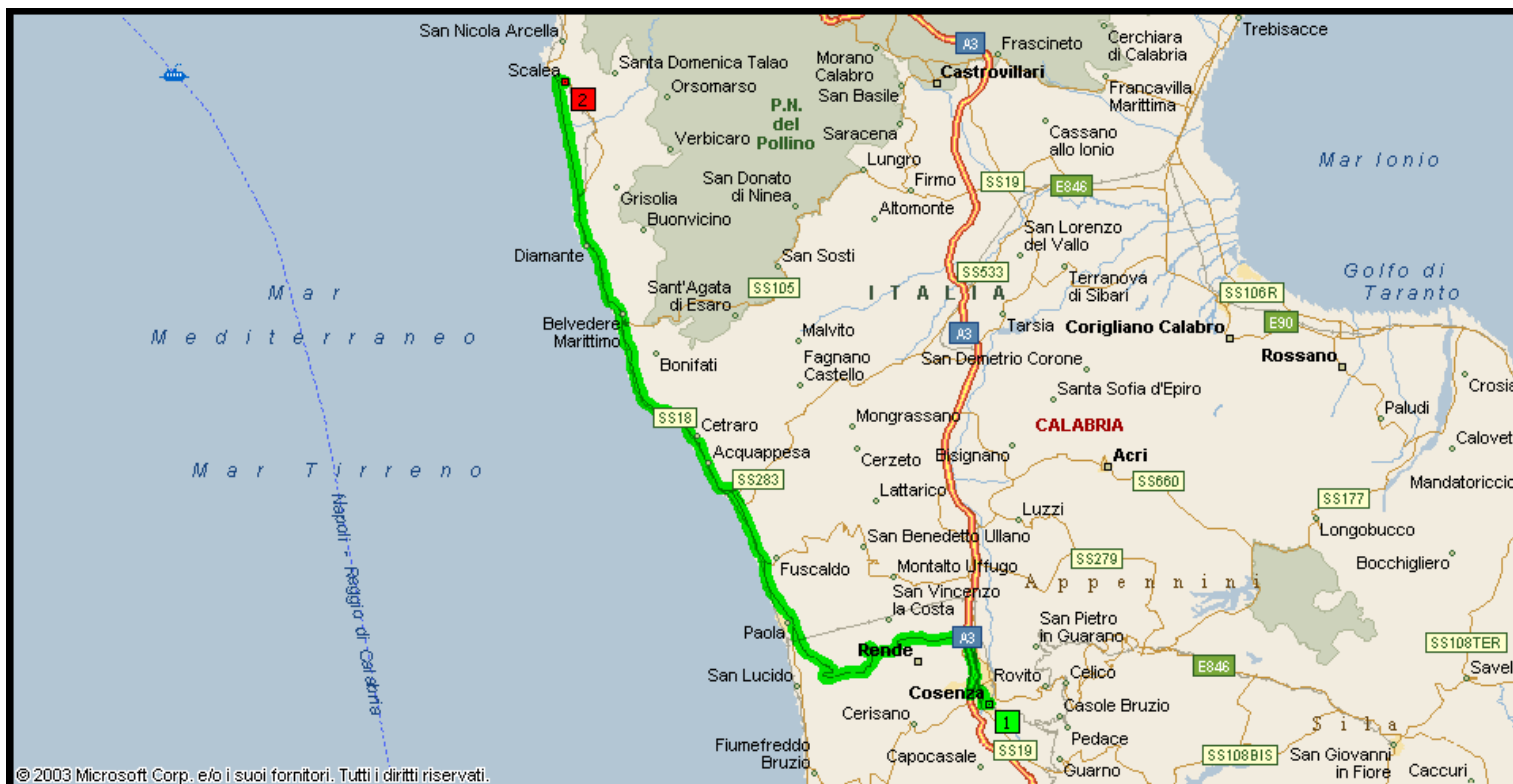 San Nicola Arcella
Scalea
2
Santa Domenica Talao
Orsomarso
Verbicaro
P.N.
del
Pollino
Morano
Calabro
San Basile
Saracena
A3
Castrovillari
Frascineto
Cerchiara
di Calabria
Trebisacce
Francavilla
Marittima
Cassano
allo Ionio
Mar Ionio
Lungro
Firmo
SS19
E846
San Donato
di Ninea
Grisolia
Buonvicino
Altomonte
San Lorenzo
del Vallo
Diamante
San Sosti
SS533
Terranova
di Sibari
Golfo di
Taranto
Sant'Agata
di Esaro
SS105
ITALIA
SS106R
Mar
Mediterraneo
Belvedere
Marittimo
Malvito
A3
Tarsia
Corigliano Calabro
E90
Bonifati
Fagnano
Castello
San Demetrio Corone
Rossano
Crosia
Santa Sofia d'Epiro
SS18
Cetraro
Mongrassano
CALABRIA
Paludi
Mar Tirreno
Acquappesa
Cerzeto
Bisignano
Acri
Calovet
SS283
Lattarico
SS660
Mandatoriccio
SS177
Napoli - Reggio di Calabria
Luzzi
Longobucco
San Benedetto Ullano
Fuscaldo
Montalto Uffugo
SS279
Bocchigliero
Appennini
San Vincenzo
la Costa
Paola
A3
San Pietro
in Guarano
SS108TER
Rende
E846
San Lucido
Rovito
Celico
Savel
Cosenza
1
Casole Bruzio
Cerisano
Sila
Pedace
Fiumefreddo
Bruzio
Capocasale
SS19
Guarno
SS108BIS
San Giovanni
in Fiore
Caccuri
© 2003 Microsoft Corp. e/o i suoi fornitori. Tutti i diritti riservati.